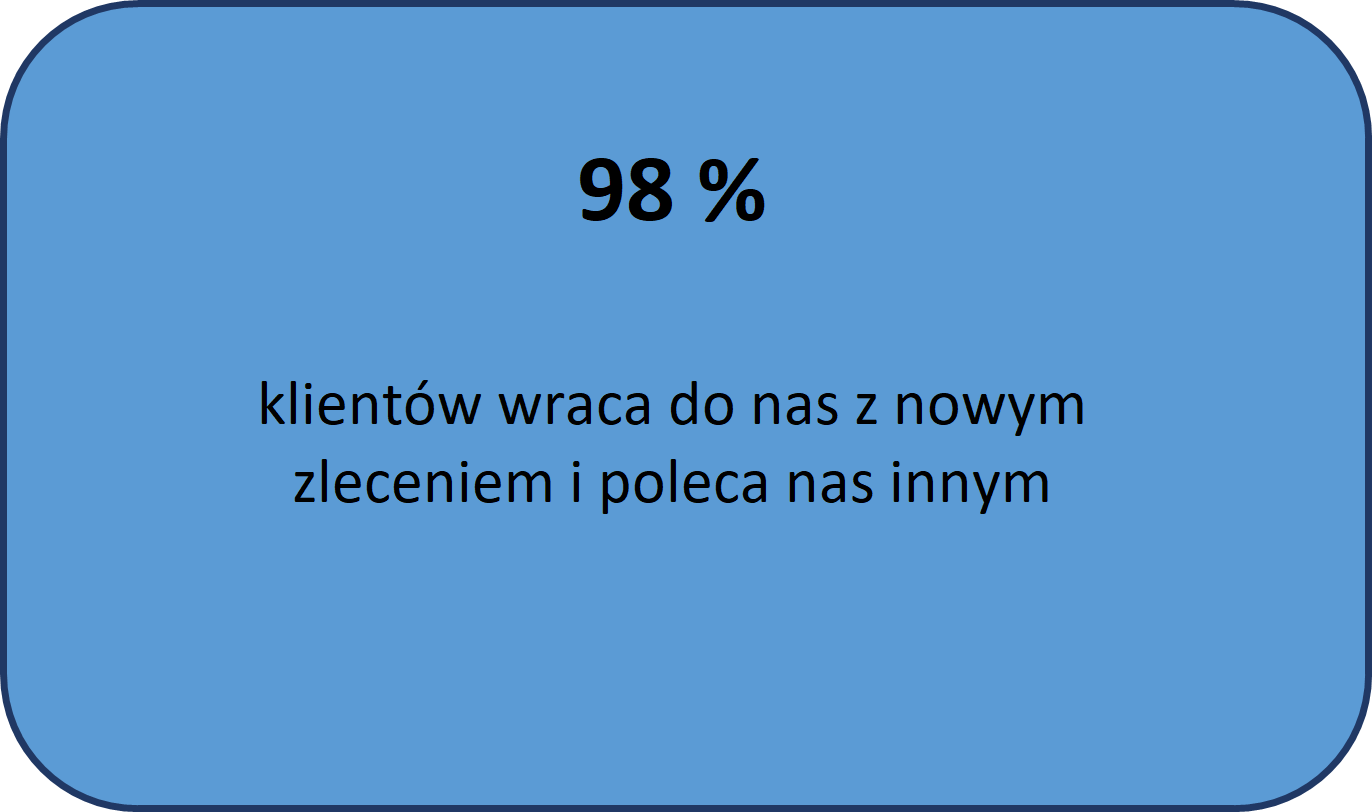 98 %
klientów wraca do nas z nowym
zleceniem i poleca nas innym